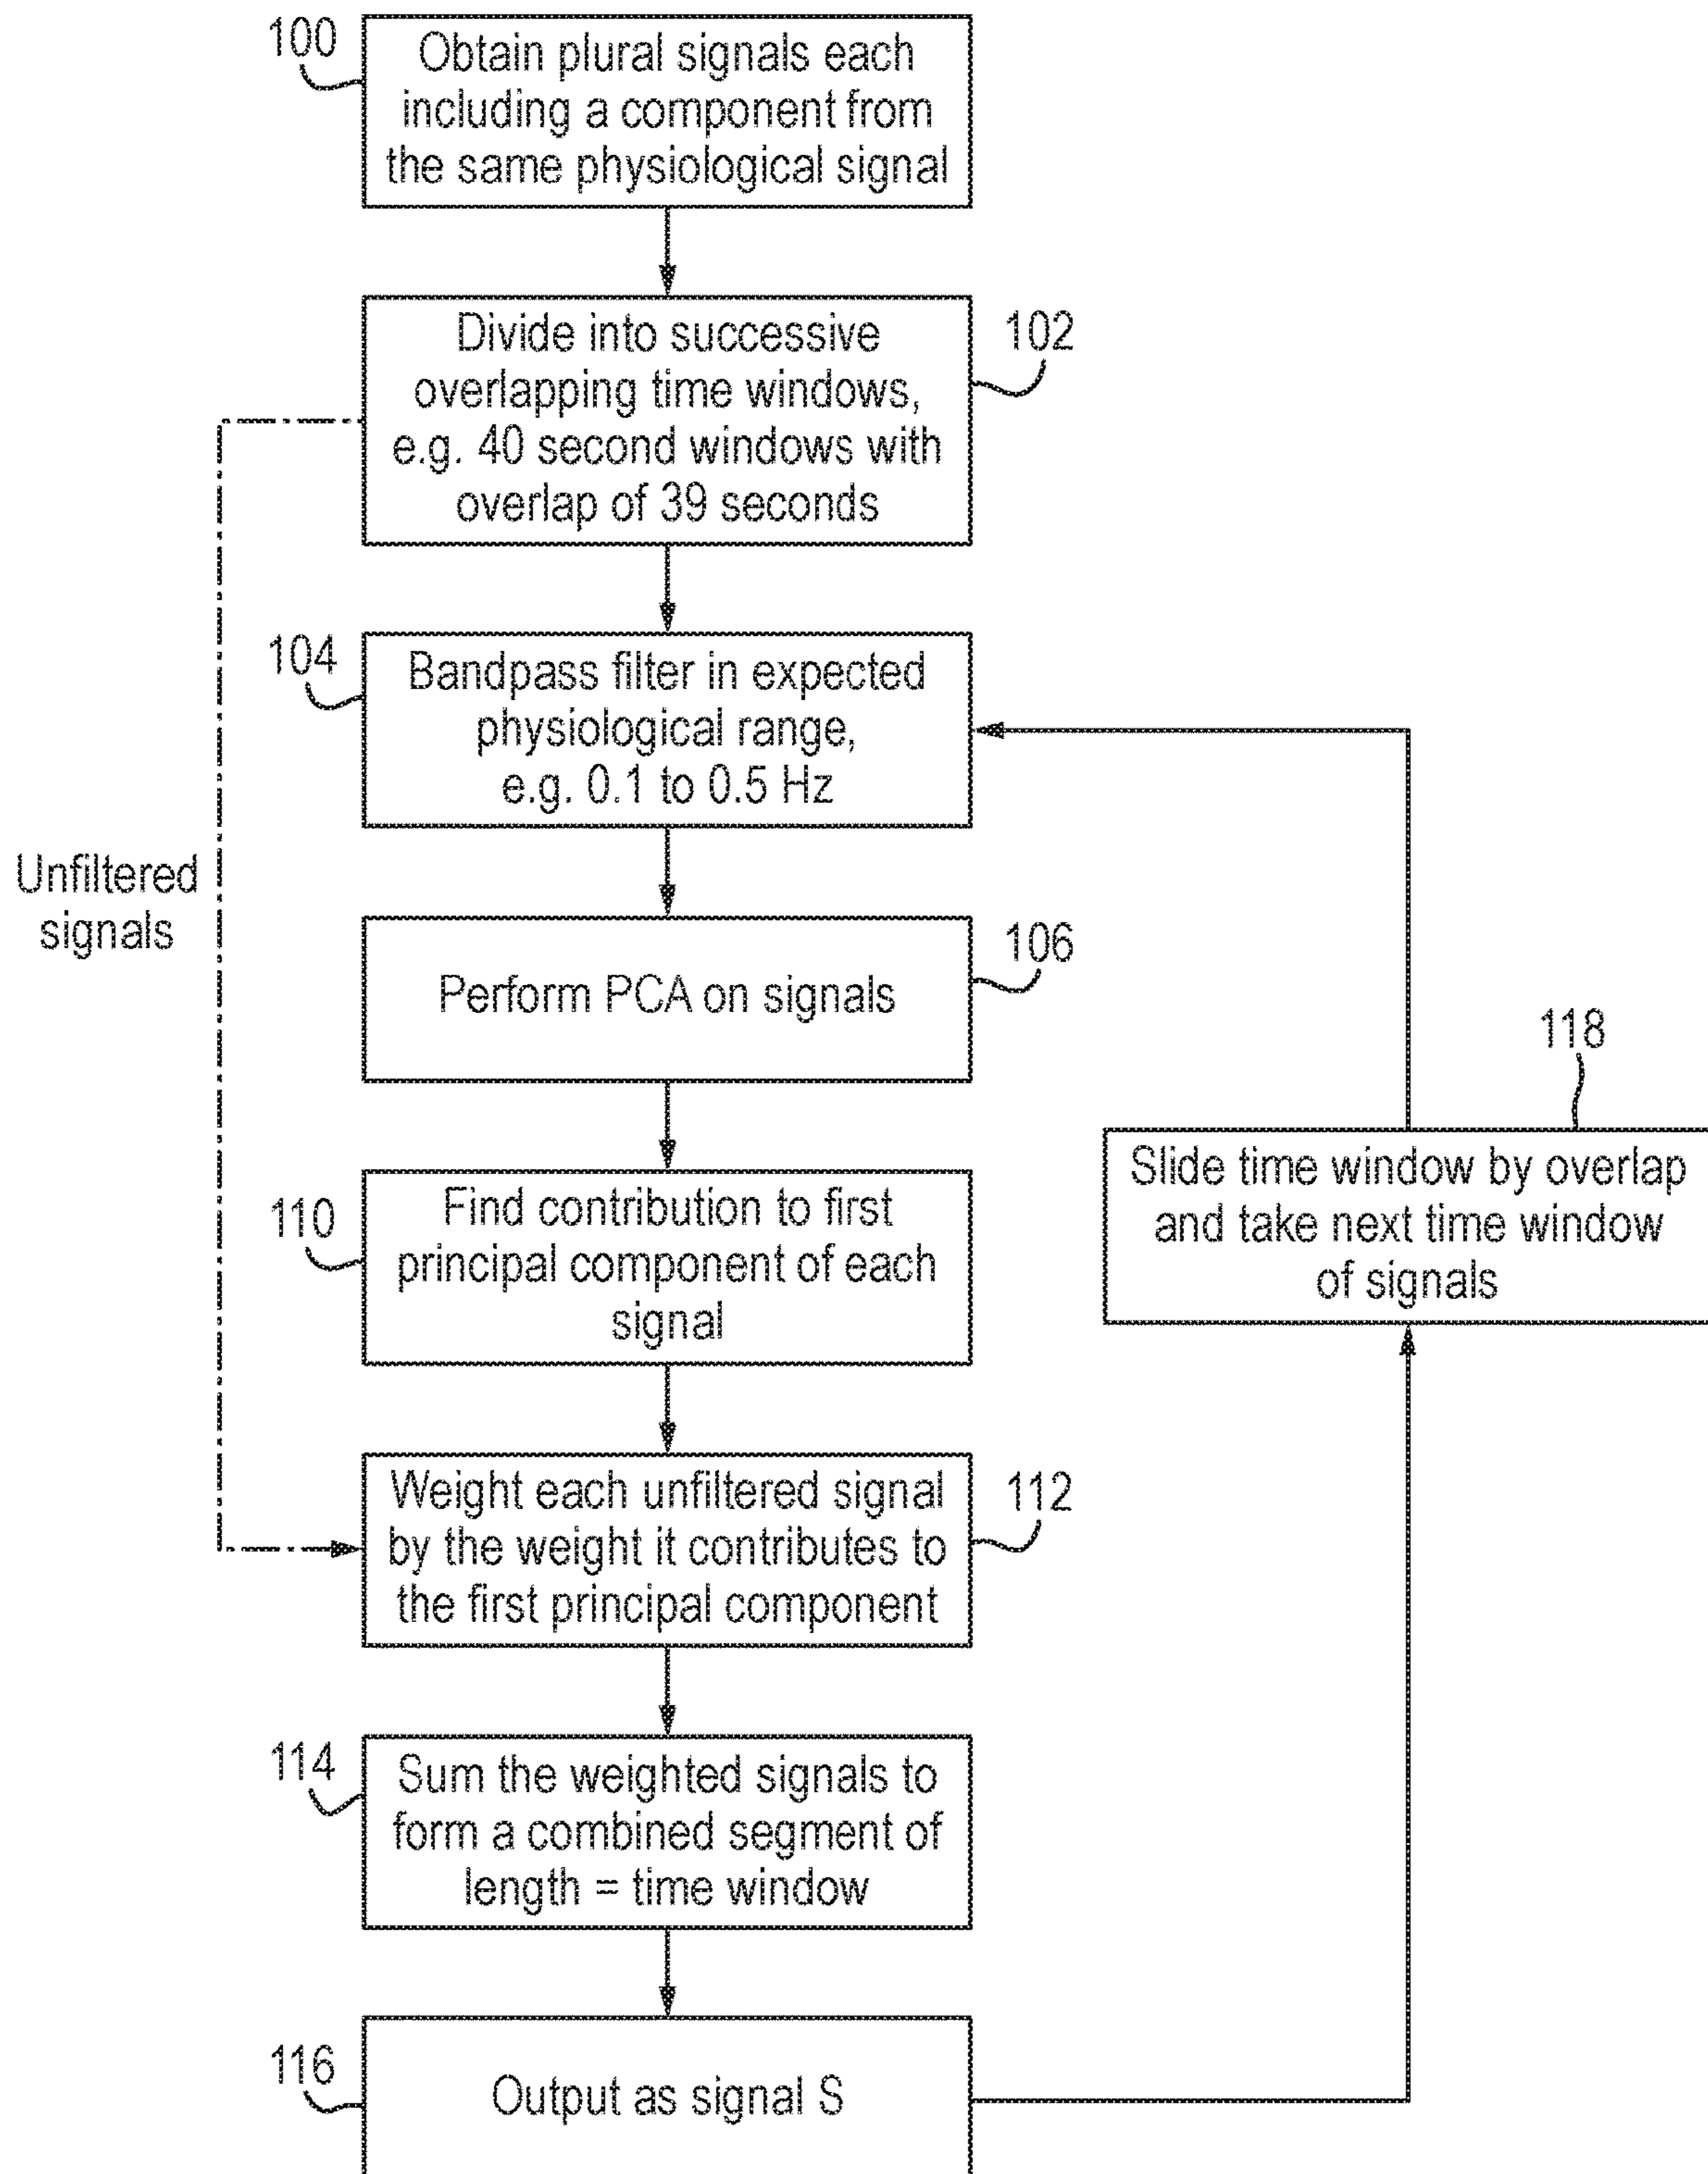 100
Obtain plural signals each
including a component from
the same physiological signal
102
Divide into successive
overlapping time windows,
e.g. 40 second windows with
overlap of 39 seconds
104
Bandpass filter in expected
physiological range,
e.g. 0.1 to 0.5 Hz
Unfiltered
signals
106
Perform PCA on signals
118
Slide time window by overlap
and take next time window
of signals
110
Find contribution to first
principal component of each
signal
112
Weight each unfiltered signal
by the weight it contributes to
the first principal component
114
Sum the weighted signals to
form a combined segment of
length = time window
116
Output as signal S